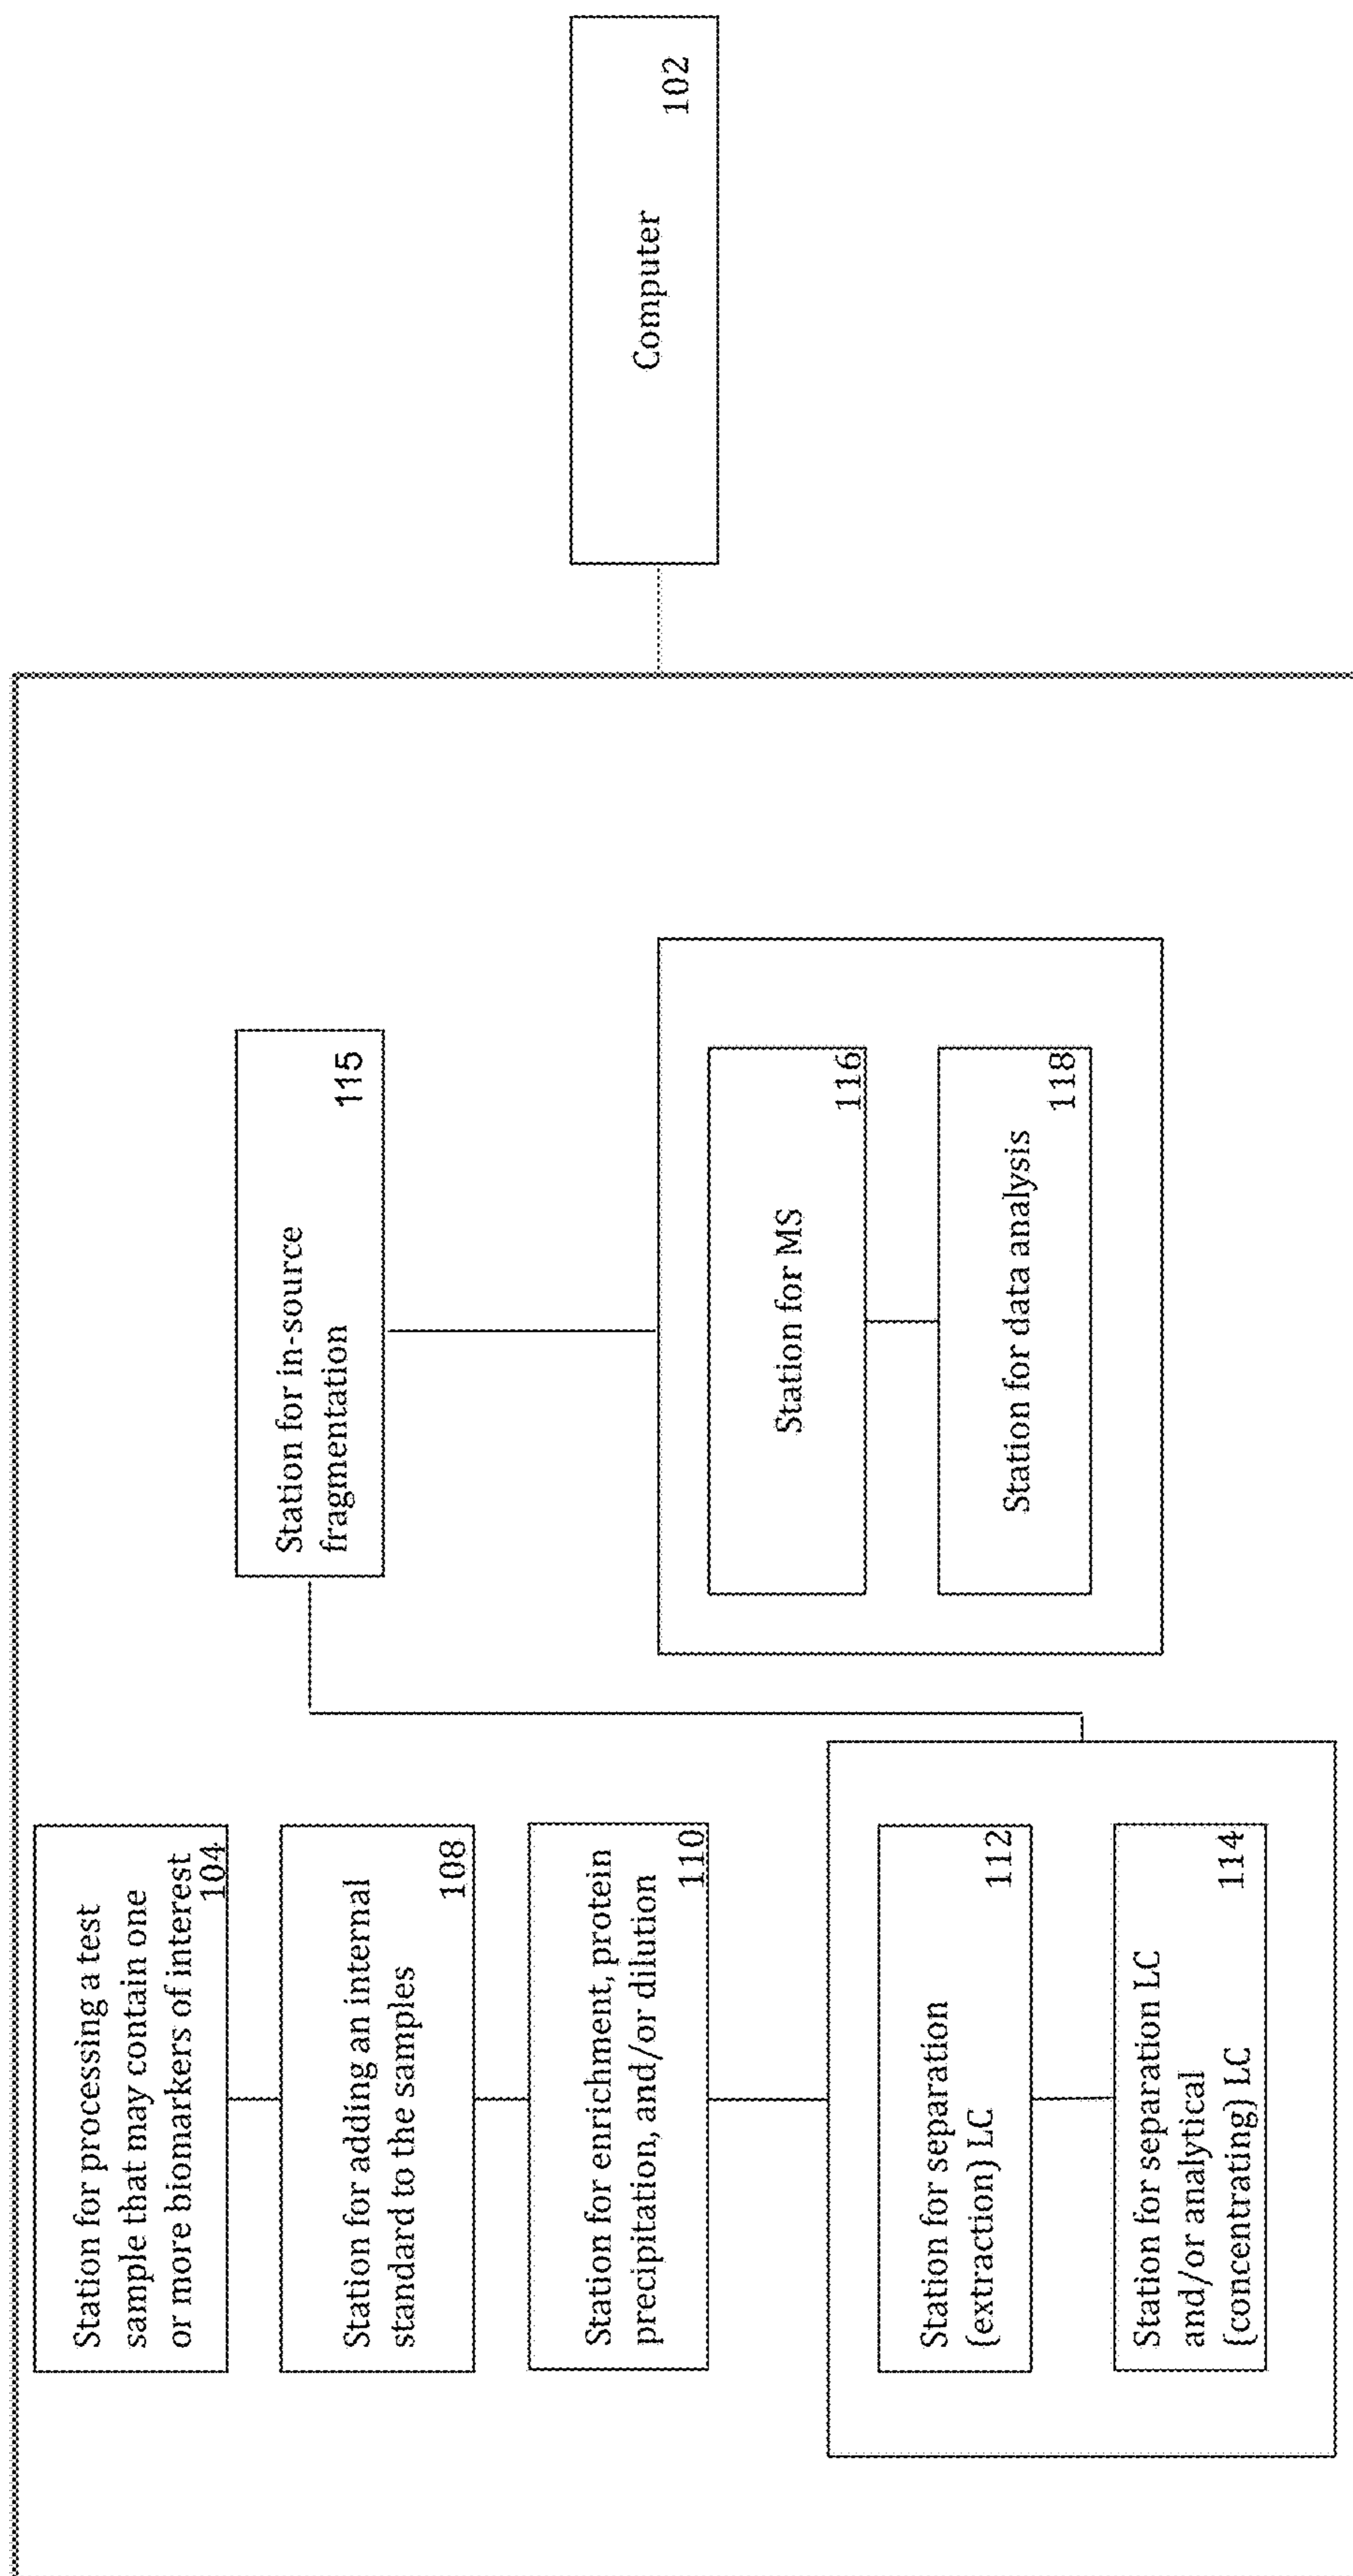 Station for processing a test
sample that may contain one
or more biomarkers of interest
104
Station for adding an internal
standard to the samples
108
Station for enrichment, protein
precipitation, and/or dilution
110
Station for separation
(extraction) LC
112
Station for separation LC
and/or analytical
(concentrating) LC
114
Station for in-source
fragmentation
115
Station for MS
116
Station for data analysis
118
Computer
102